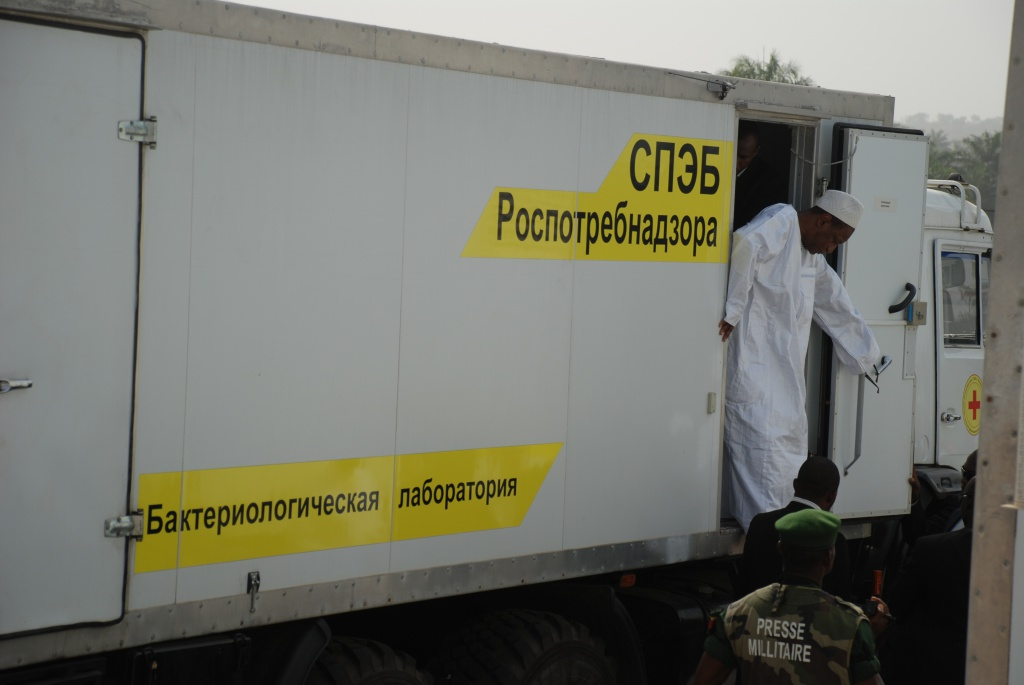 СПЭБ
Роспотребнадзора
Бактериологическая лаборатория
PRESSE
MILLITAIRE